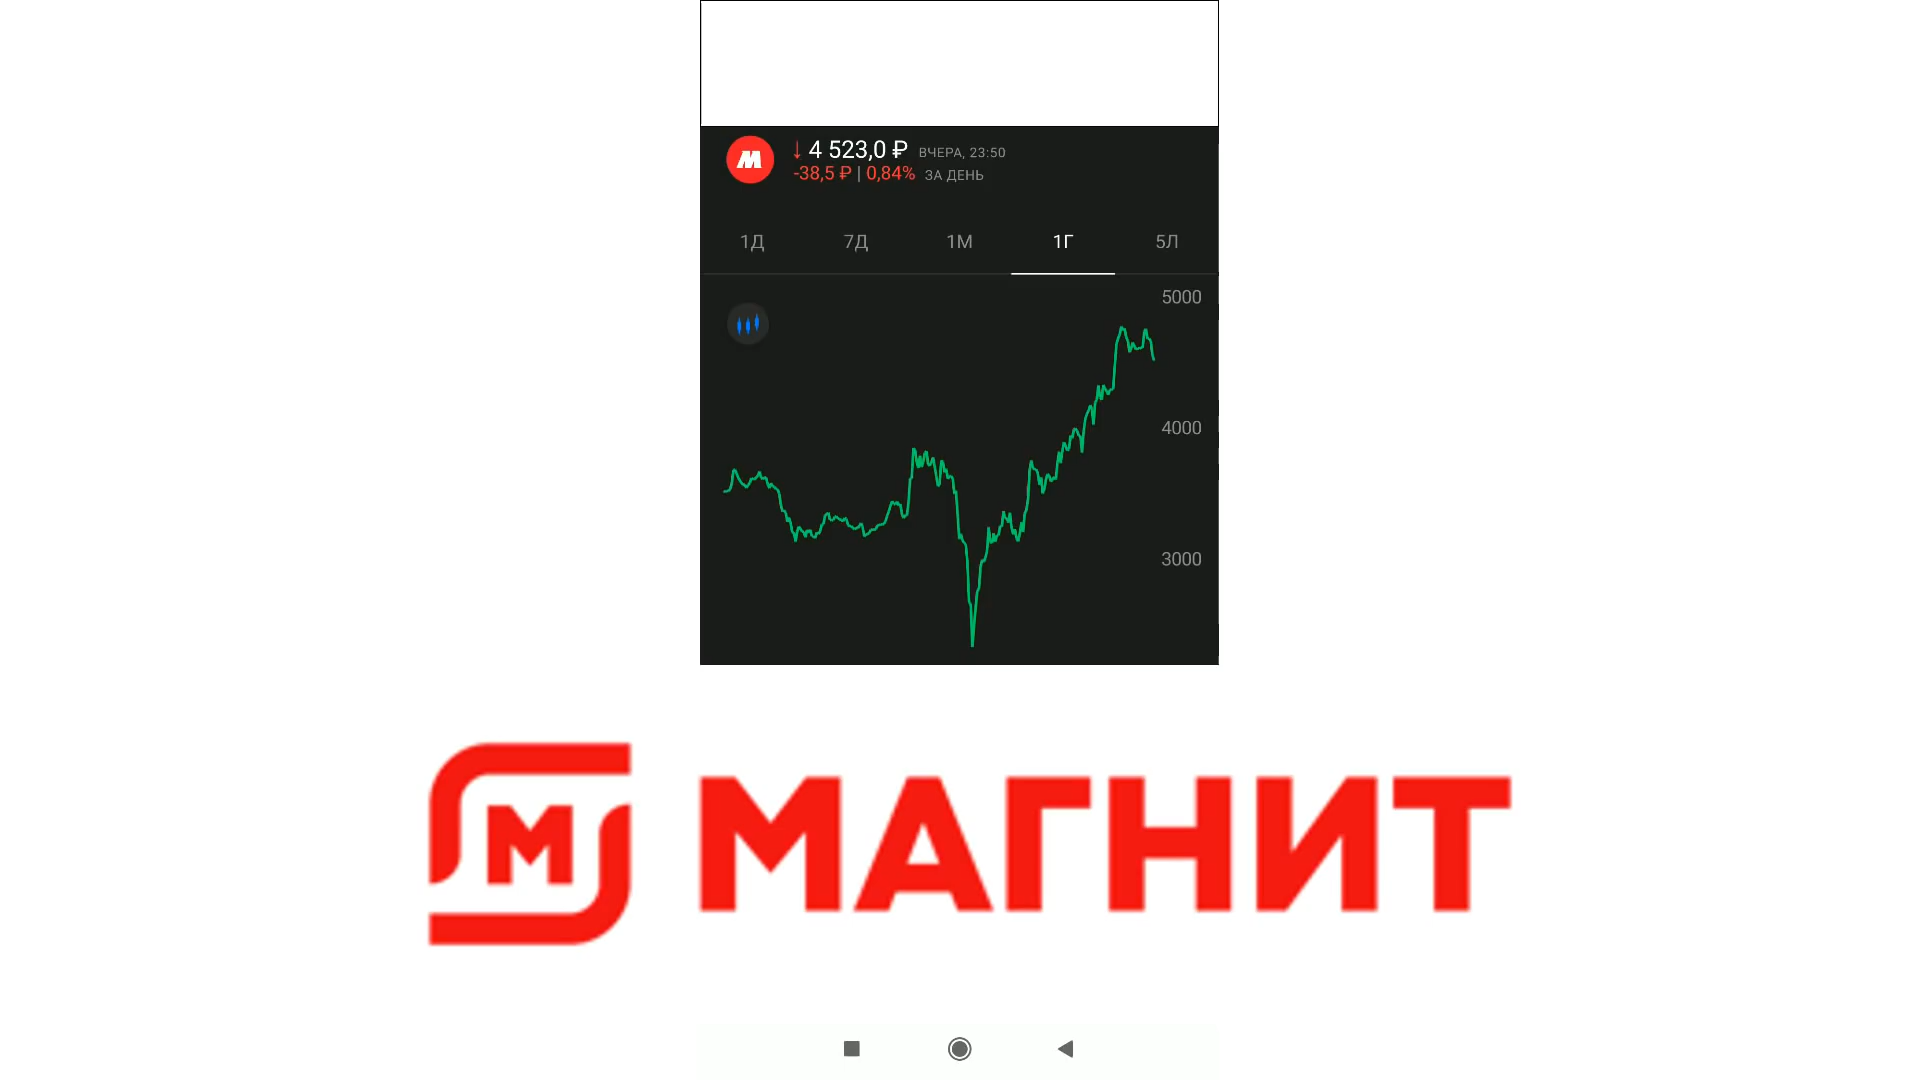 ↓ 4 523,0 ₽ ВЧЕРА, 23:50
-38,5 ₽ | 0,84% ЗА ДЕНЬ
1Д 7Д 1М 1Г 5Л
5000
4000
3000
М МАГНИТ